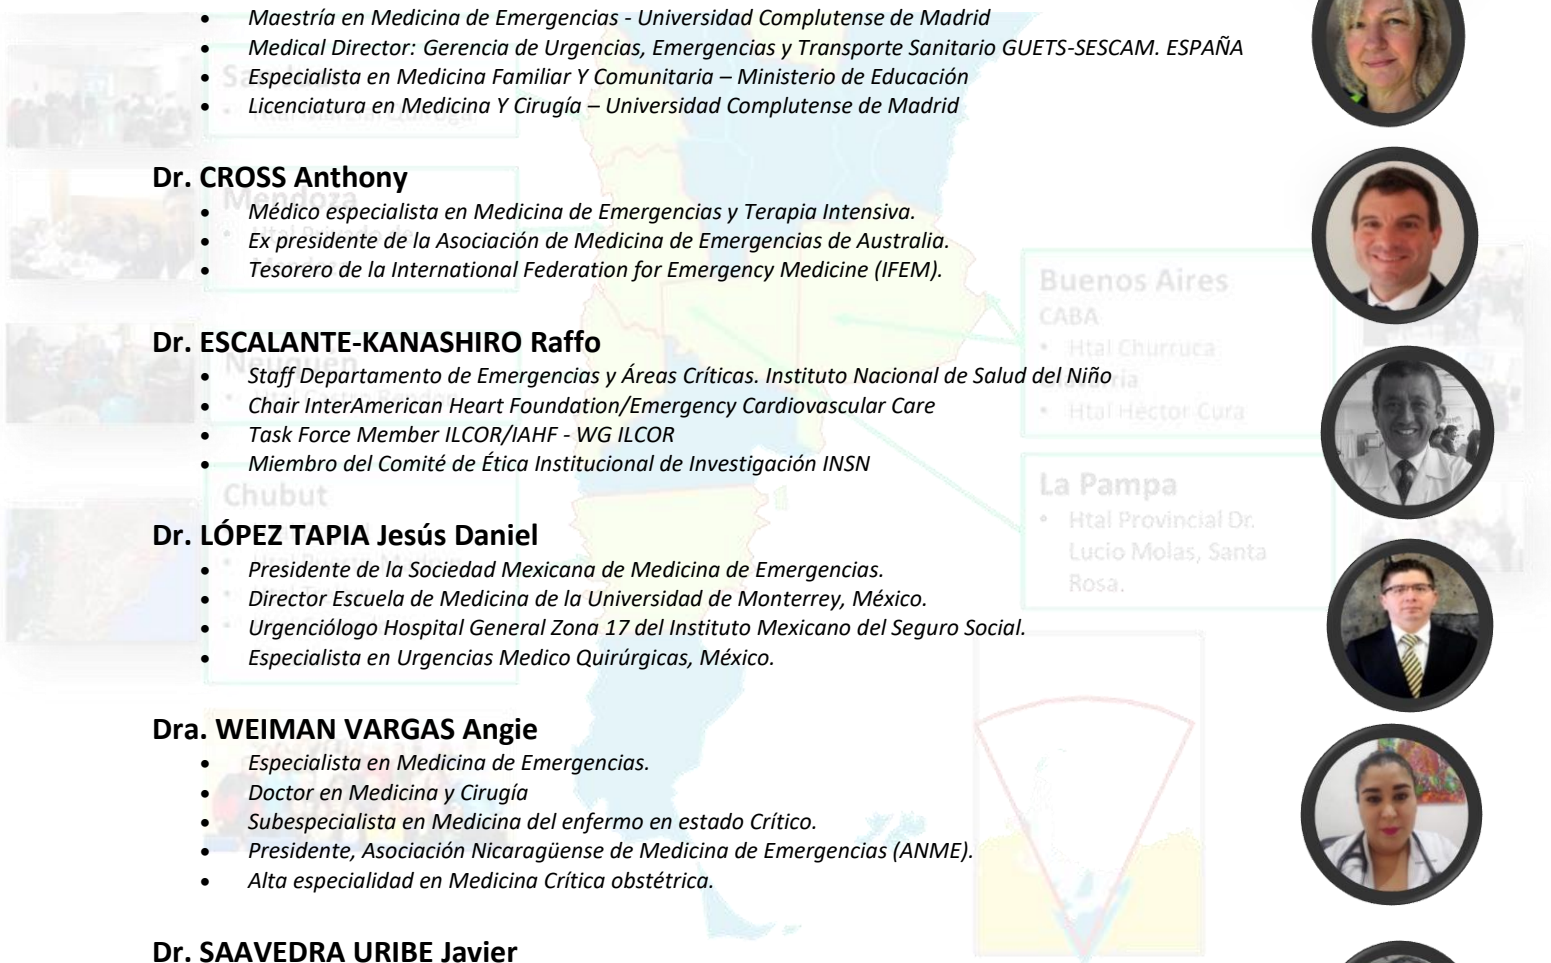 • Maestría en Medicina de Emergencias - Universidad Complutense de Madrid
• Medical Director: Gerencia de Urgencias, Emergencias y Transporte Sanitario GUETS-SESCAM. ESPAÑA
• Especialista en Medicina Familiar Y Comunitaria – Ministerio de Educación
• Licenciatura en Medicina Y Cirugía – Universidad Complutense de Madrid
Dr. CROSS Anthony
Mendoza
• Médico especialista en Medicina de Emergencias y Terapia Intensiva.
• Ex presidente de la Asociación de Medicina de Emergencias de Australia.
• Tesorero de la International Federation for Emergency Medicine (IFEM).
Dr. ESCALANTE-KANASHIRO Raffo
Neuquén
• Staff Departamento de Emergencias y Áreas Críticas. Instituto Nacional de Salud del Niño
• Chair InterAmerican Heart Foundation/Emergency Cardiovascular Care
• Task Force Member ILCOR/IAHF - WG ILCOR
• Miembro del Comité de Ética Institucional de Investigación INSN
Buenos Aires
CABA
• Htal Churruca
• Htal Héctor Cura
Chubut
Dr. LÓPEZ TAPIA Jesús Daniel
• Presidente de la Sociedad Mexicana de Medicina de Emergencias.
• Director Escuela de Medicina de la Universidad de Monterrey, México.
• Urgenciólogo Hospital General Zona 17 del Instituto Mexicano del Seguro Social.
• Especialista en Urgencias Medico Quirúrgicas, México.
La Pampa
• Htal Provincial Dr.
Lucio Molas, Santa
Rosa.
Dra. WEIMAN VARGAS Angie
• Especialista en Medicina de Emergencias.
• Doctor en Medicina y Cirugía
• Subespecialista en Medicina del enfermo en estado Crítico.
• Presidente, Asociación Nicaragüense de Medicina de Emergencias (ANME).
• Alta especialidad en Medicina Crítica obstétrica.
Dr. SAAVEDRA URIBE Javier